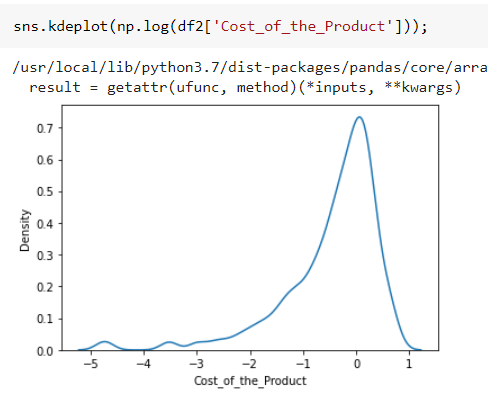 sns.kdeplot(np.log(df2['Cost_of_the_Product']));
/usr/local/lib/python3.7/dist-packages/pandas/core/arra
result = getattr(ufunc, method)(*inputs, **kwargs)
0.7
0.6
0.5
0.4
0.3
0.2
0.1
0.0
Density
−5 −4 −3 −2 −1 0 1
Cost_of_the_Product